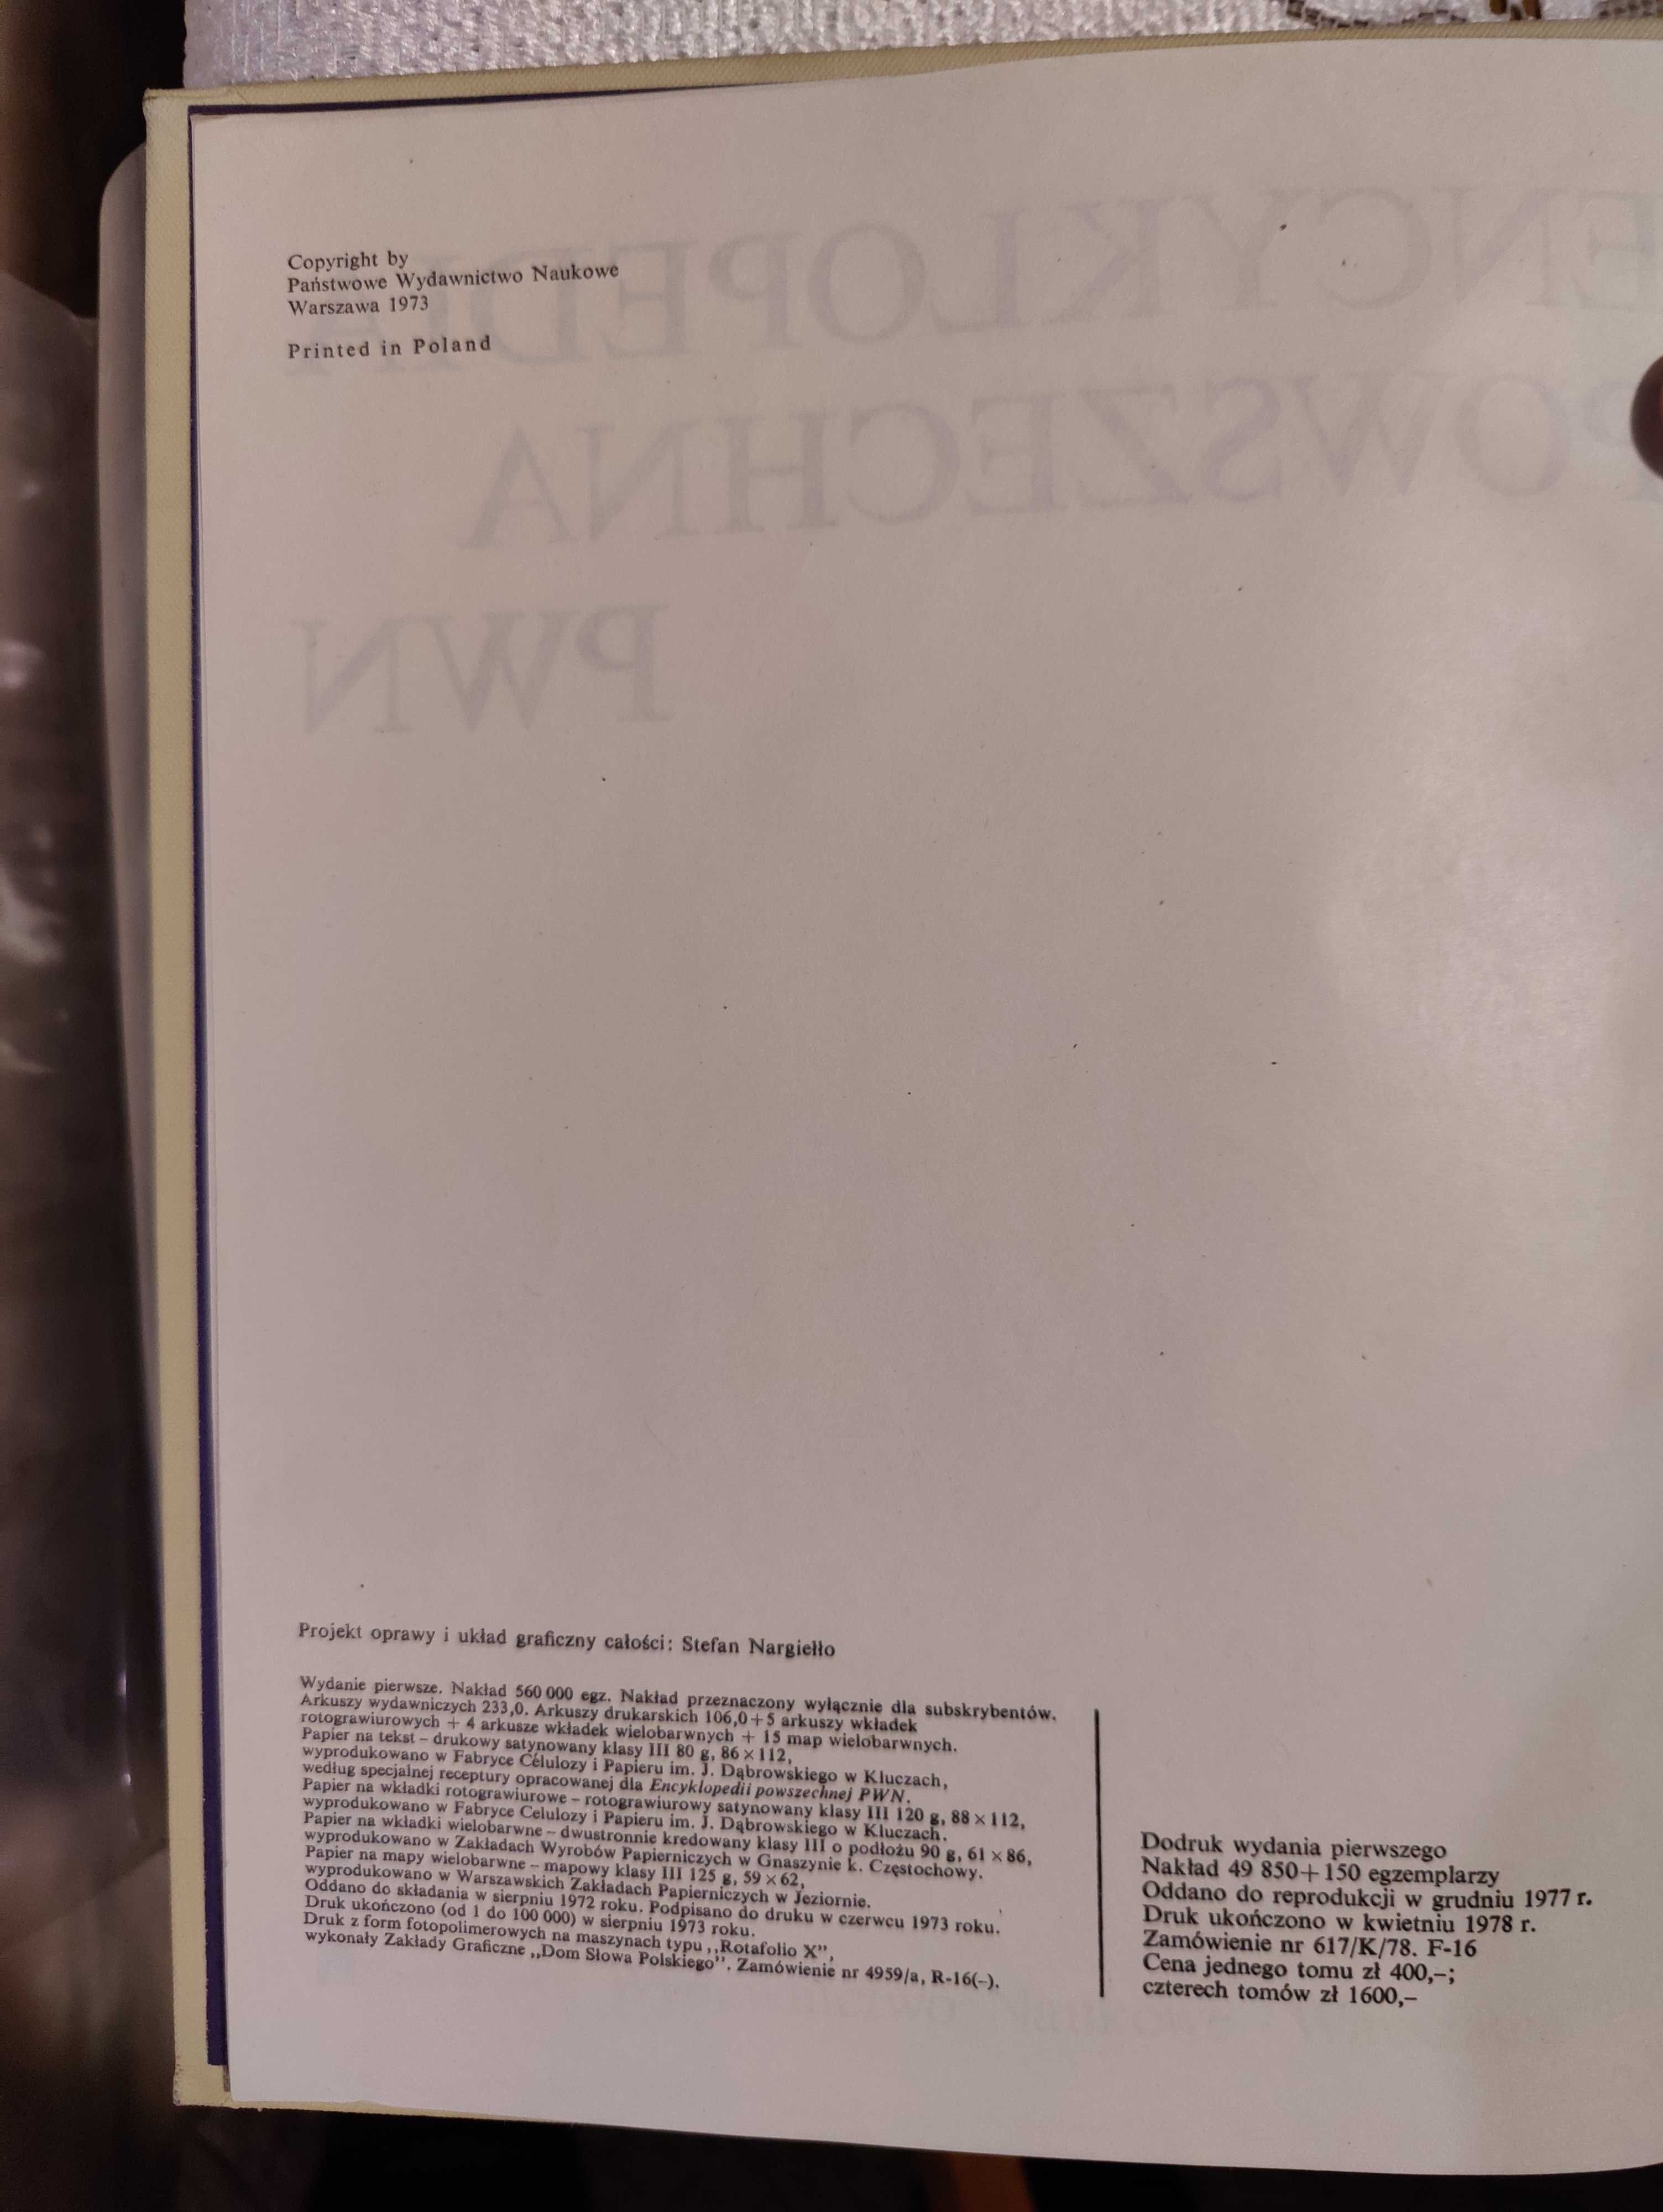 Copyright by
Państwowe Wydawnictwo Naukowe
Warszawa 1973
Printed in Poland
ENCYKLOPEDIA
POWSZECHNA
PWN
Projekt oprawy i układ graficzny całości: Stefan Nargiełło
Wydanie pierwsze. Nakład 560 000 egz. Nakład przeznaczony wyłącznie dla subskrybentów.
Arkuszy wydawniczych 233,0. Arkuszy drukarskich 106,0+5 arkuszy wkładek
rotograwiurowych + 4 arkusze wkładek wielobarwnych + 15 map wielobarwnych.
Papier na tekst – drukowy satynowany klasy III 80 g, 86 × 112,
wyprodukowano w Fabryce Celulozy i Papieru im. J. Dąbrowskiego w Kluczach,
według specjalnej receptury opracowanej dla Encyklopedii powszechnej PWN.
Papier na wkładki rotograwiurowe – rotograwiurowy satynowany klasy III 120 g, 88 × 112,
wyprodukowano w Fabryce Celulozy i Papieru im. J. Dąbrowskiego w Kluczach.
Papier na wkładki wielobarwne – dwustronnie kredowany klasy III o podłożu 90 g, 61 × 86,
wyprodukowano w Zakładach Wyrobów Papierniczych w Gnaszynie k. Częstochowy.
Papier na mapy wielobarwne – mapowy klasy III 125 g, 59 × 62,
wyprodukowano w Warszawskich Zakładach Papierniczych w Jeziornie.
Oddano do składania w sierpniu 1972 roku. Podpisano do druku w czerwcu 1973 roku.
Druk ukończono (od 1 do 100 000) w sierpniu 1973 roku.
Druk z form fotopolimerowych na maszynach typu ,,Rotafolio X”,
wykonały Zakłady Graficzne ,,Dom Słowa Polskiego”. Zamówienie nr 4959/a, R-16(–).
Dodruk wydania pierwszego
Nakład 49 850+150 egzemplarzy
Oddano do reprodukcji w grudniu 1977 r.
Druk ukończono w kwietniu 1978 r.
Zamówienie nr 617/K/78. F-16
Cena jednego tomu zł 400,–;
czterech tomów zł 1600,–